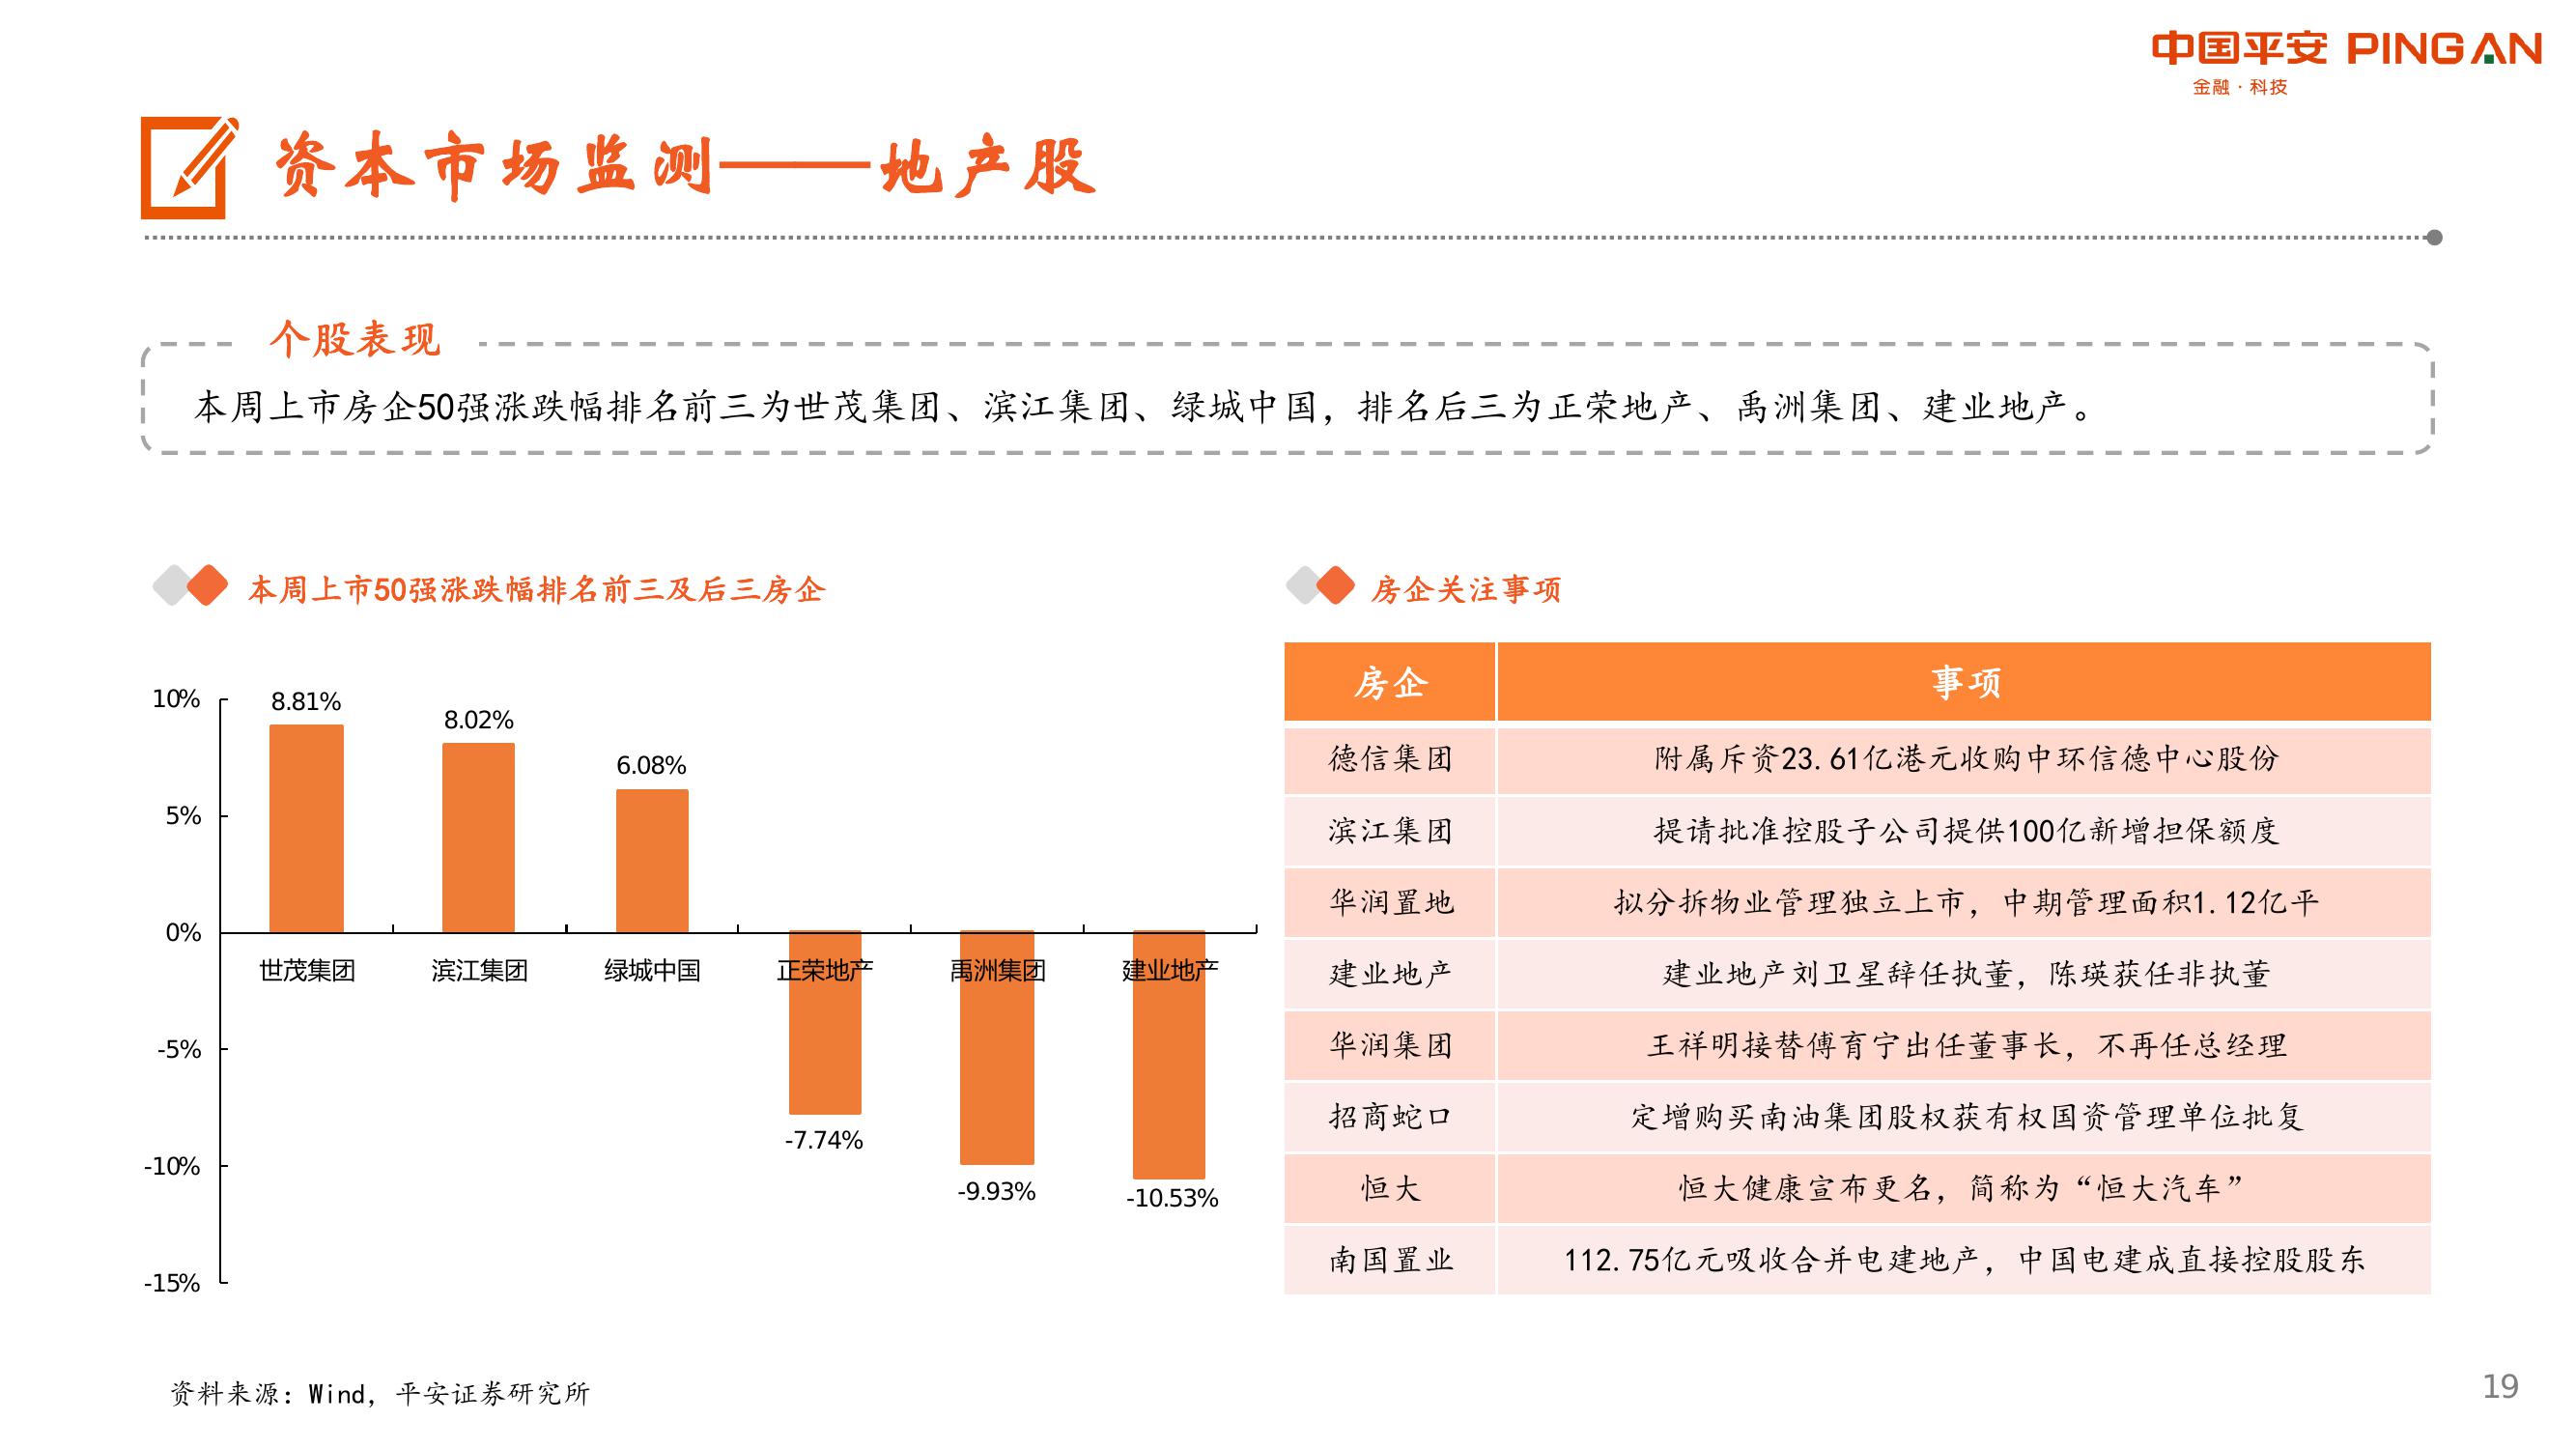 中国平安 PINGAN
金融·科技
资本市场监测——地产股
个股表现
本周上市房企50强涨跌幅排名前三为世茂集团、滨江集团、绿城中国，排名后三为正荣地产、禹洲集团、建业地产。
本周上市50强涨跌幅排名前三及后三房企
10%
5%
0%
-5%
-10%
-15%
8.81%
8.02%
6.08%
-7.74%
-9.93%
-10.53%
世茂集团 滨江集团 绿城中国 正荣地产 禹洲集团 建业地产
房企关注事项
房企 事项
德信集团 附属斥资23.61亿港元收购中环信德中心股份
滨江集团 提请批准控股子公司提供100亿新增担保额度
华润置地 拟分拆物业管理独立上市，中期管理面积1.12亿平
建业地产 建业地产刘卫星辞任执董，陈瑛获任非执董
华润集团 王祥明接替傅育宁出任董事长，不再任总经理
招商蛇口 定增购买南油集团股权获有权国资管理单位批复
恒大 恒大健康宣布更名，简称为“恒大汽车”
南国置业 112.75亿元吸收合并电建地产，中国电建成直接控股股东
资料来源：Wind，平安证券研究所
19